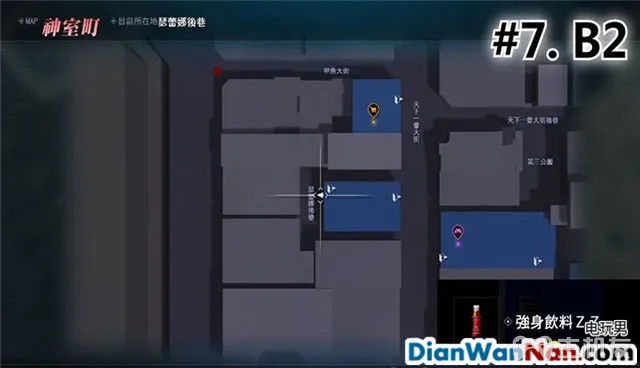 MAP 神室町 目前所在地 瑟蕾娜後巷
#7. B2
甲魚大街
天下一番大街
天下一番大街後巷
第三公園
瑟蕾娜後巷
強身飲料ZZ
电玩男
DianWanNan.com